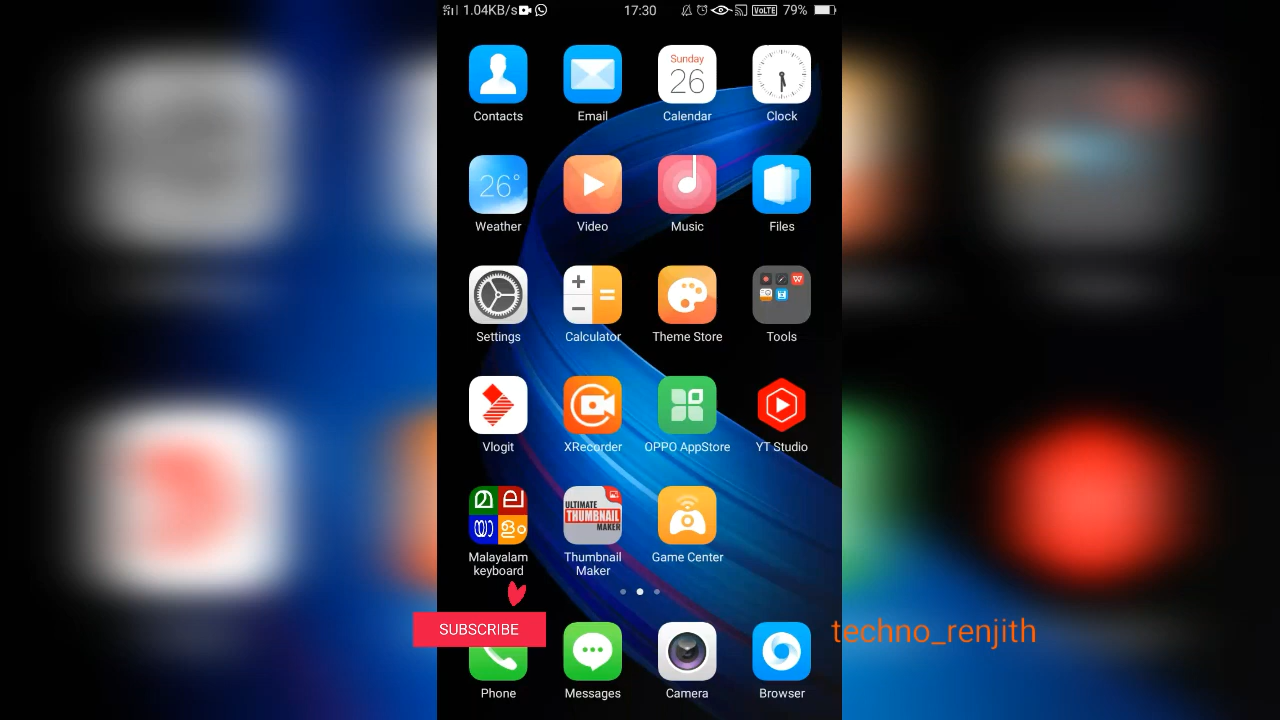 1.04KB/s
17:30
VoLTE
79%
Sunday
26
Contacts
Email
Calendar
Clock
26°
Weather
Video
Music
Files
Settings
Calculator
Theme Store
Tools
Vlogit
XRecorder
OPPO AppStore
YT Studio
മ ല
യാ ളം
ULTIMATE
THUMBNAIL
MAKER
Malayalam
keyboard
Thumbnail
Maker
Game Center
SUBSCRIBE
techno_renjith
Phone
Messages
Camera
Browser